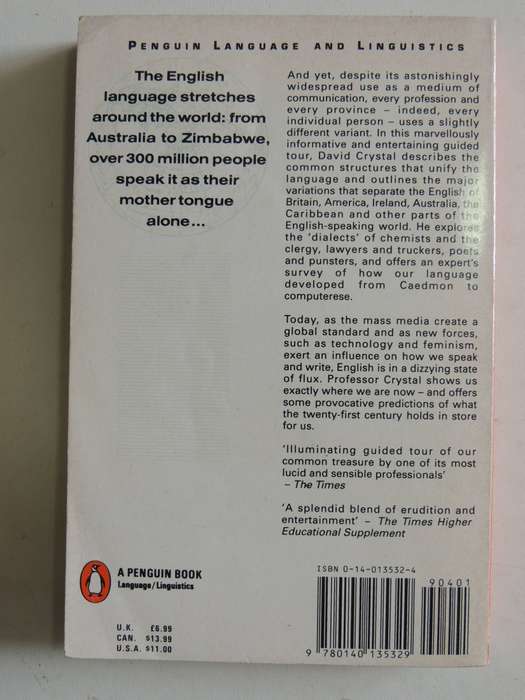 PENGUIN LANGUAGE AND LINGUISTICS
The English
language stretches
around the world: from
Australia to Zimbabwe,
over 300 million people
speak it as their
mother tongue
alone...
And yet, despite its astonishingly
widespread use as a medium of
communication, every profession and
every province – indeed, every
individual person – uses a slightly
different variant. In this marvellously
informative and entertaining guided
tour, David Crystal describes the
common structures that unify the
language and outlines the major
variations that separate the English of
Britain, America, Ireland, Australia, the
Caribbean and other parts of the
English-speaking world. He explores
the 'dialects' of chemists and the
clergy, lawyers and truckers, poets
and punsters, and offers an expert's
survey of how our language
developed from Caedmon to
computerese.
Today, as the mass media create a
global standard and as new forces,
such as technology and feminism,
exert an influence on how we speak
and write, English is in a dizzying state
of flux. Professor Crystal shows us
exactly where we are now – and offers
some provocative predictions of what
the twenty-first century holds in store
for us.
'Illuminating guided tour of our
common treasure by one of its most
lucid and sensible professionals'
– The Times
'A splendid blend of erudition and
entertainment' – The Times Higher
Educational Supplement
A PENGUIN BOOK
Language/Linguistics
U.K. £6.99
CAN. $13.99
U.S.A. $11.00
ISBN 0-14-013532-4
90401
9 780140 135329